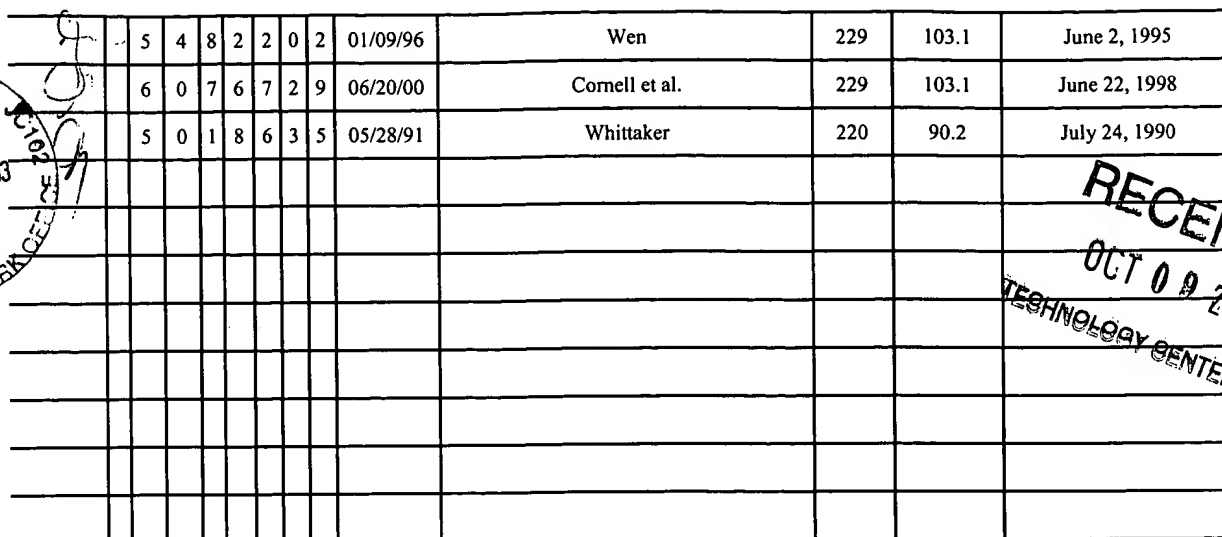 5 4 8 2 2 0 2 01/09/96 Wen 229 103.1 June 2, 1995
6 0 7 6 7 2 9 06/20/00 Cornell et al. 229 103.1 June 22, 1998
5 0 1 8 6 3 5 05/28/91 Whittaker 220 90.2 July 24, 1990
OCT 0 9
TECHNOLOGY